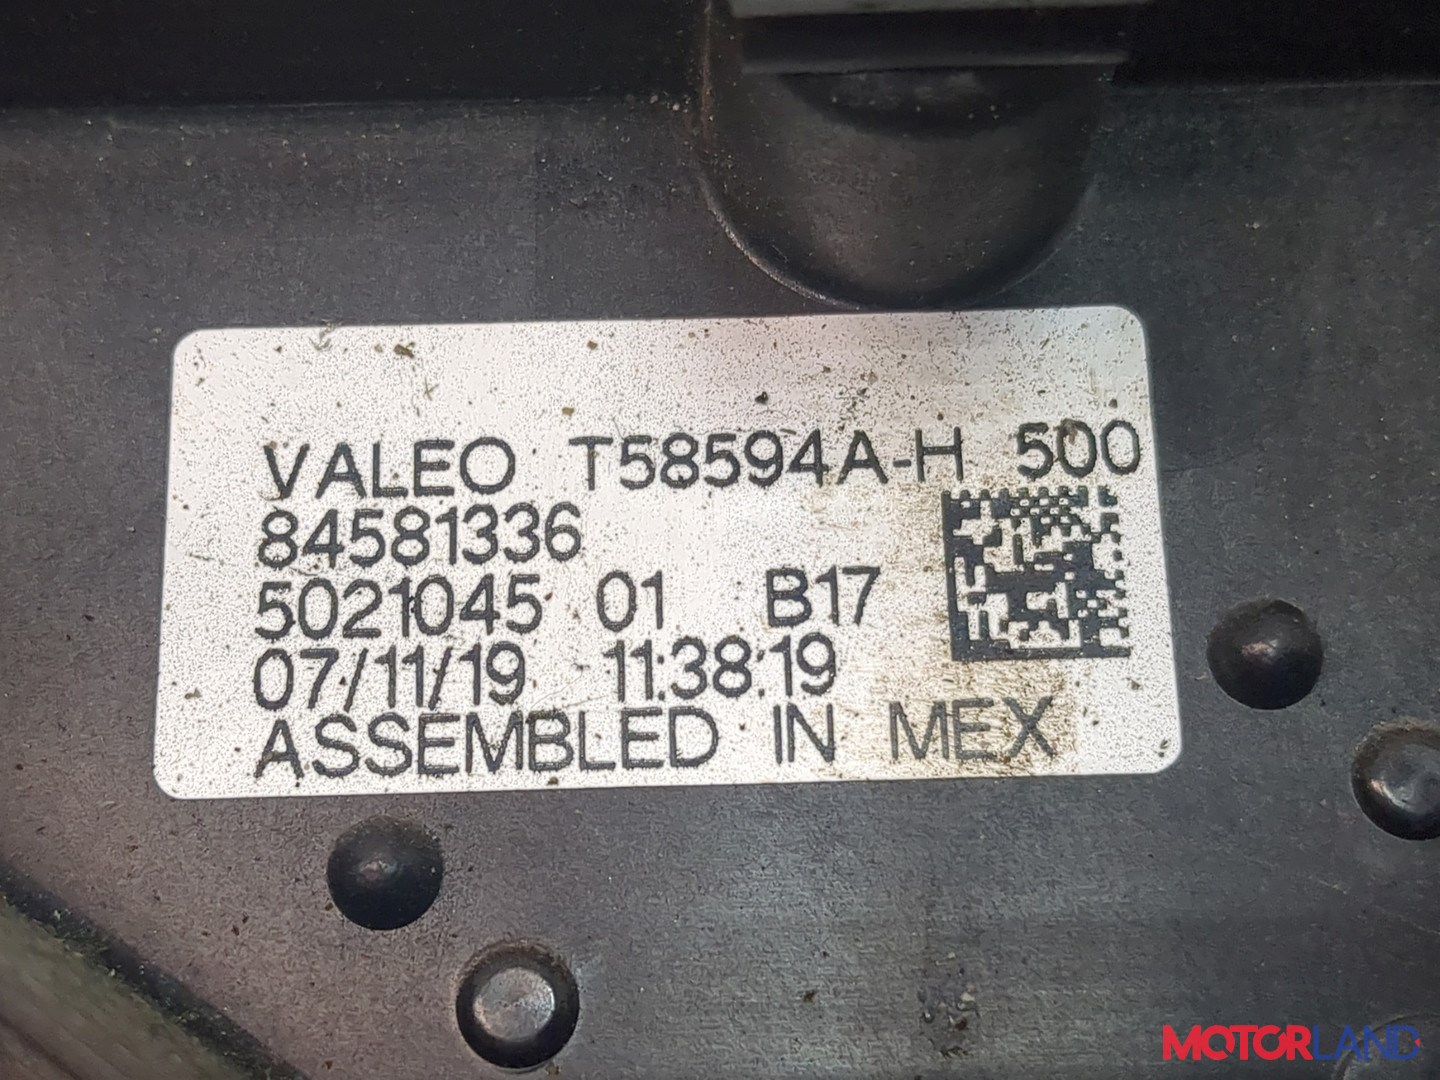 VALEO T58594A-H 500
84581336
5021045 01 B17
07/11/19 11:38:19
ASSEMBLED IN MEX
MOTORLAND